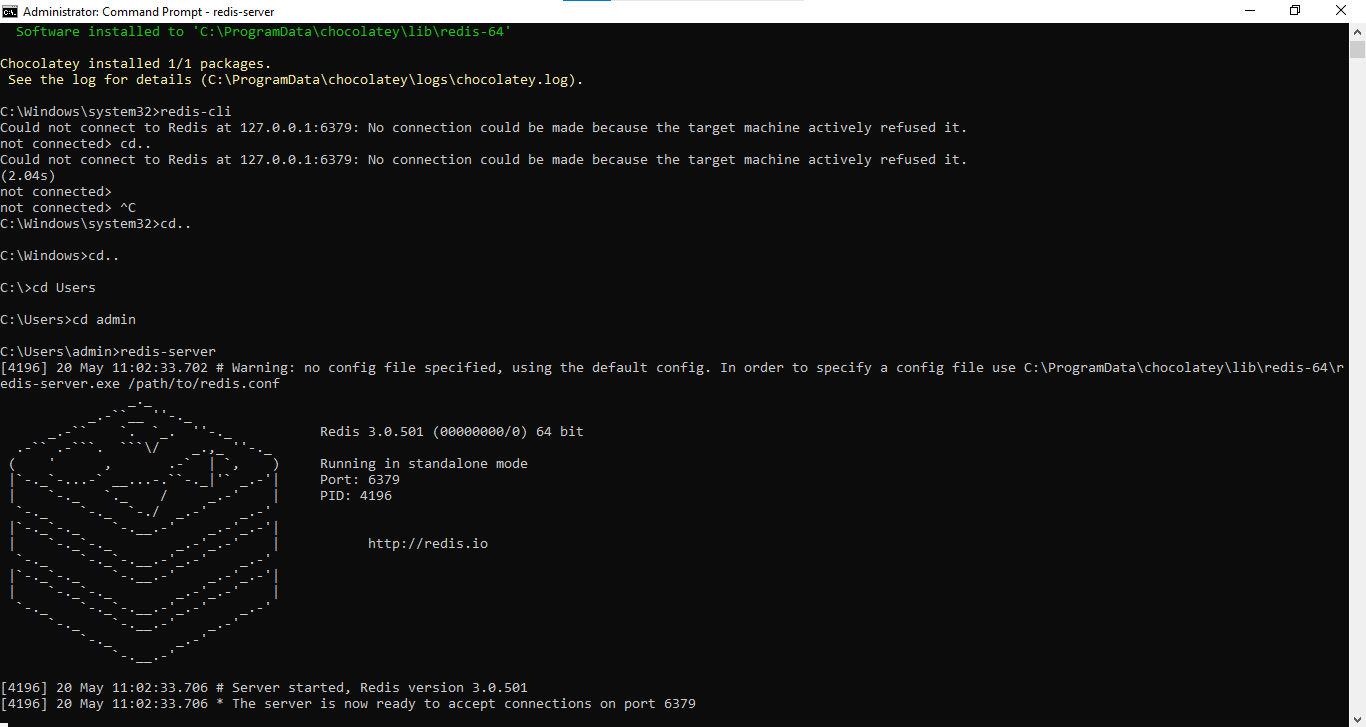 Administrator: Command Prompt - redis-server
Software installed to 'C:\ProgramData\chocolatey\lib\redis-64'
Chocolatey installed 1/1 packages.
See the log for details (C:\ProgramData\chocolatey\logs\chocolatey.log).
C:\Windows\system32>redis-cli
Could not connect to Redis at 127.0.0.1:6379: No connection could be made because the target machine actively refused it.
not connected> cd..
Could not connect to Redis at 127.0.0.1:6379: No connection could be made because the target machine actively refused it.
(2.04s)
not connected>
not connected> ^C
C:\Windows\system32>cd..
C:\Windows>cd..
C:\>cd Users
C:\Users>cd admin
C:\Users\admin>redis-server
[4196] 20 May 11:02:33.702 # Warning: no config file specified, using the default config. In order to specify a config file use C:\ProgramData\chocolatey\lib\redis-64\r
edis-server.exe /path/to/redis.conf
Redis 3.0.501 (00000000/0) 64 bit
Running in standalone mode
Port: 6379
PID: 4196
http://redis.io
[4196] 20 May 11:02:33.706 # Server started, Redis version 3.0.501
[4196] 20 May 11:02:33.706 * The server is now ready to accept connections on port 6379